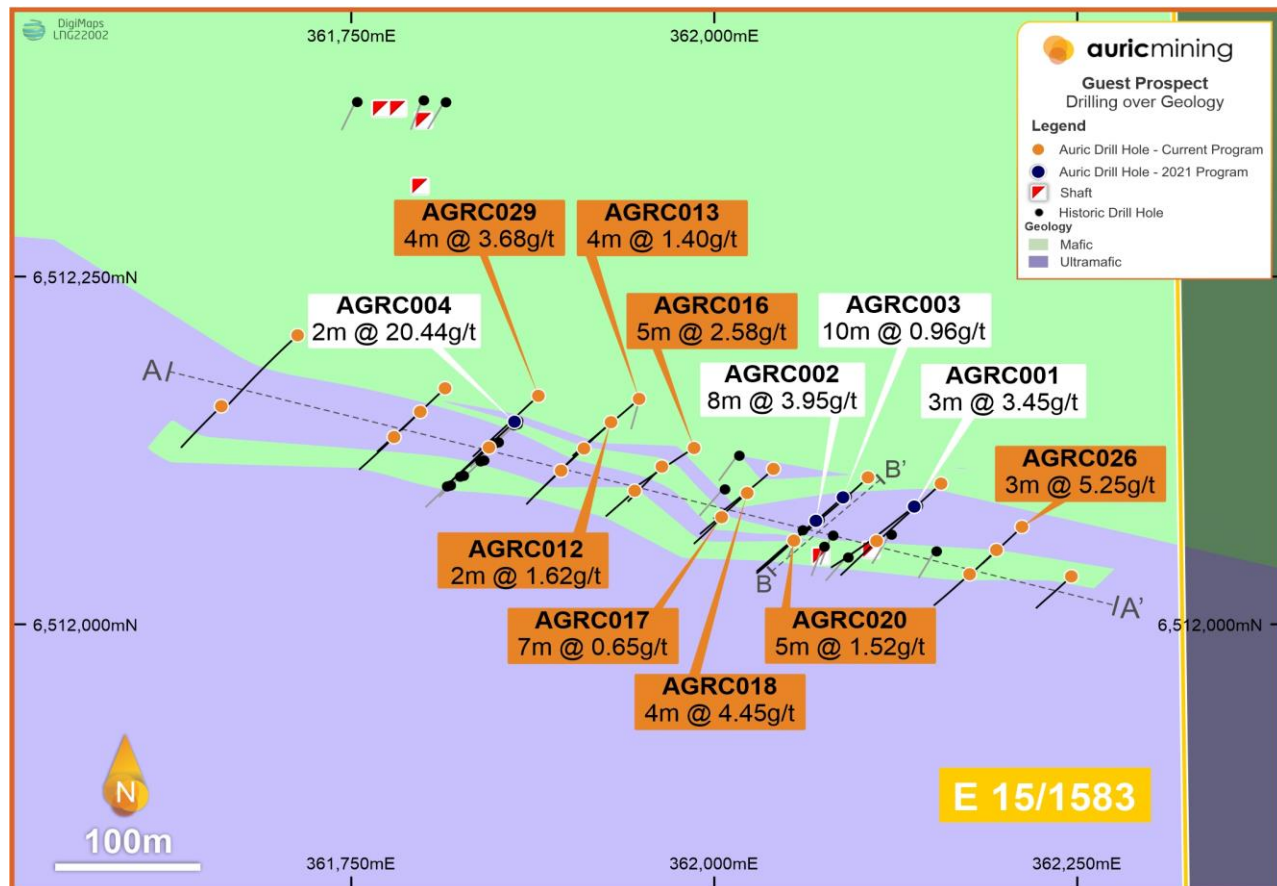 DigiMaps
LNG22002
361,750mE
362,000mE
auricmining
Guest Prospect
Drilling over Geology
Legend
Auric Drill Hole - Current Program
Auric Drill Hole - 2021 Program
Shaft
Historic Drill Hole
Geology
Mafic
Ultramafic
AGRC029
4m @ 3.68g/t
AGRC013
4m @ 1.40g/t
6,512,250mN
AGRC004
2m @ 20.44g/t
AGRC016
5m @ 2.58g/t
AGRC003
10m @ 0.96g/t
AGRC002
8m @ 3.95g/t
AGRC001
3m @ 3.45g/t
A
B'
AGRC026
3m @ 5.25g/t
AGRC012
2m @ 1.62g/t
B
A'
AGRC017
7m @ 0.65g/t
AGRC020
5m @ 1.52g/t
6,512,000mN
6,512,000mN
AGRC018
4m @ 4.45g/t
N
100m
E 15/1583
361,750mE
362,000mE
362,250mE